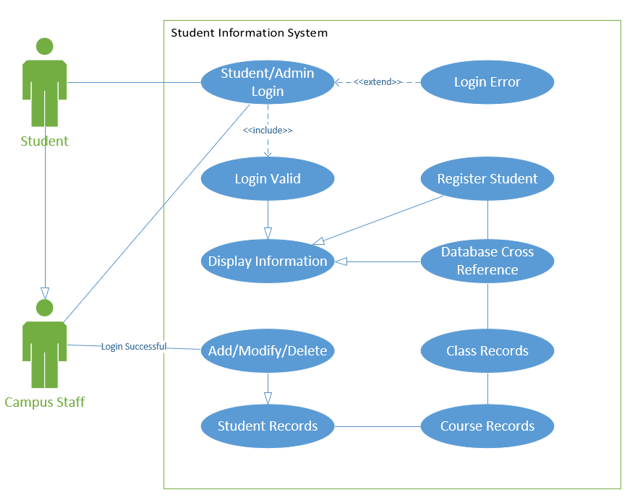 Student Information System
Student/Admin
Login
<<extend>>
Login Error
Student
<<include>>
Login Valid
Register Student
Display Information
Database Cross
Reference
Campus Staff
Login Successful
Add/Modify/Delete
Class Records
Student Records
Course Records